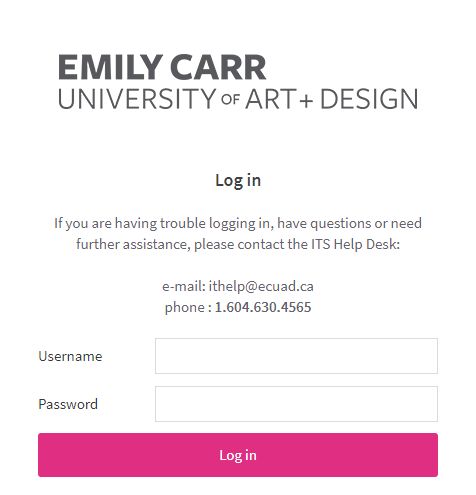 EMILY CARR
UNIVERSITY OF ART + DESIGN
Log in
If you are having trouble logging in, have questions or need
further assistance, please contact the ITS Help Desk:
e-mail: ithelp@ecuad.ca
phone : 1.604.630.4565
Username
Password
Log in